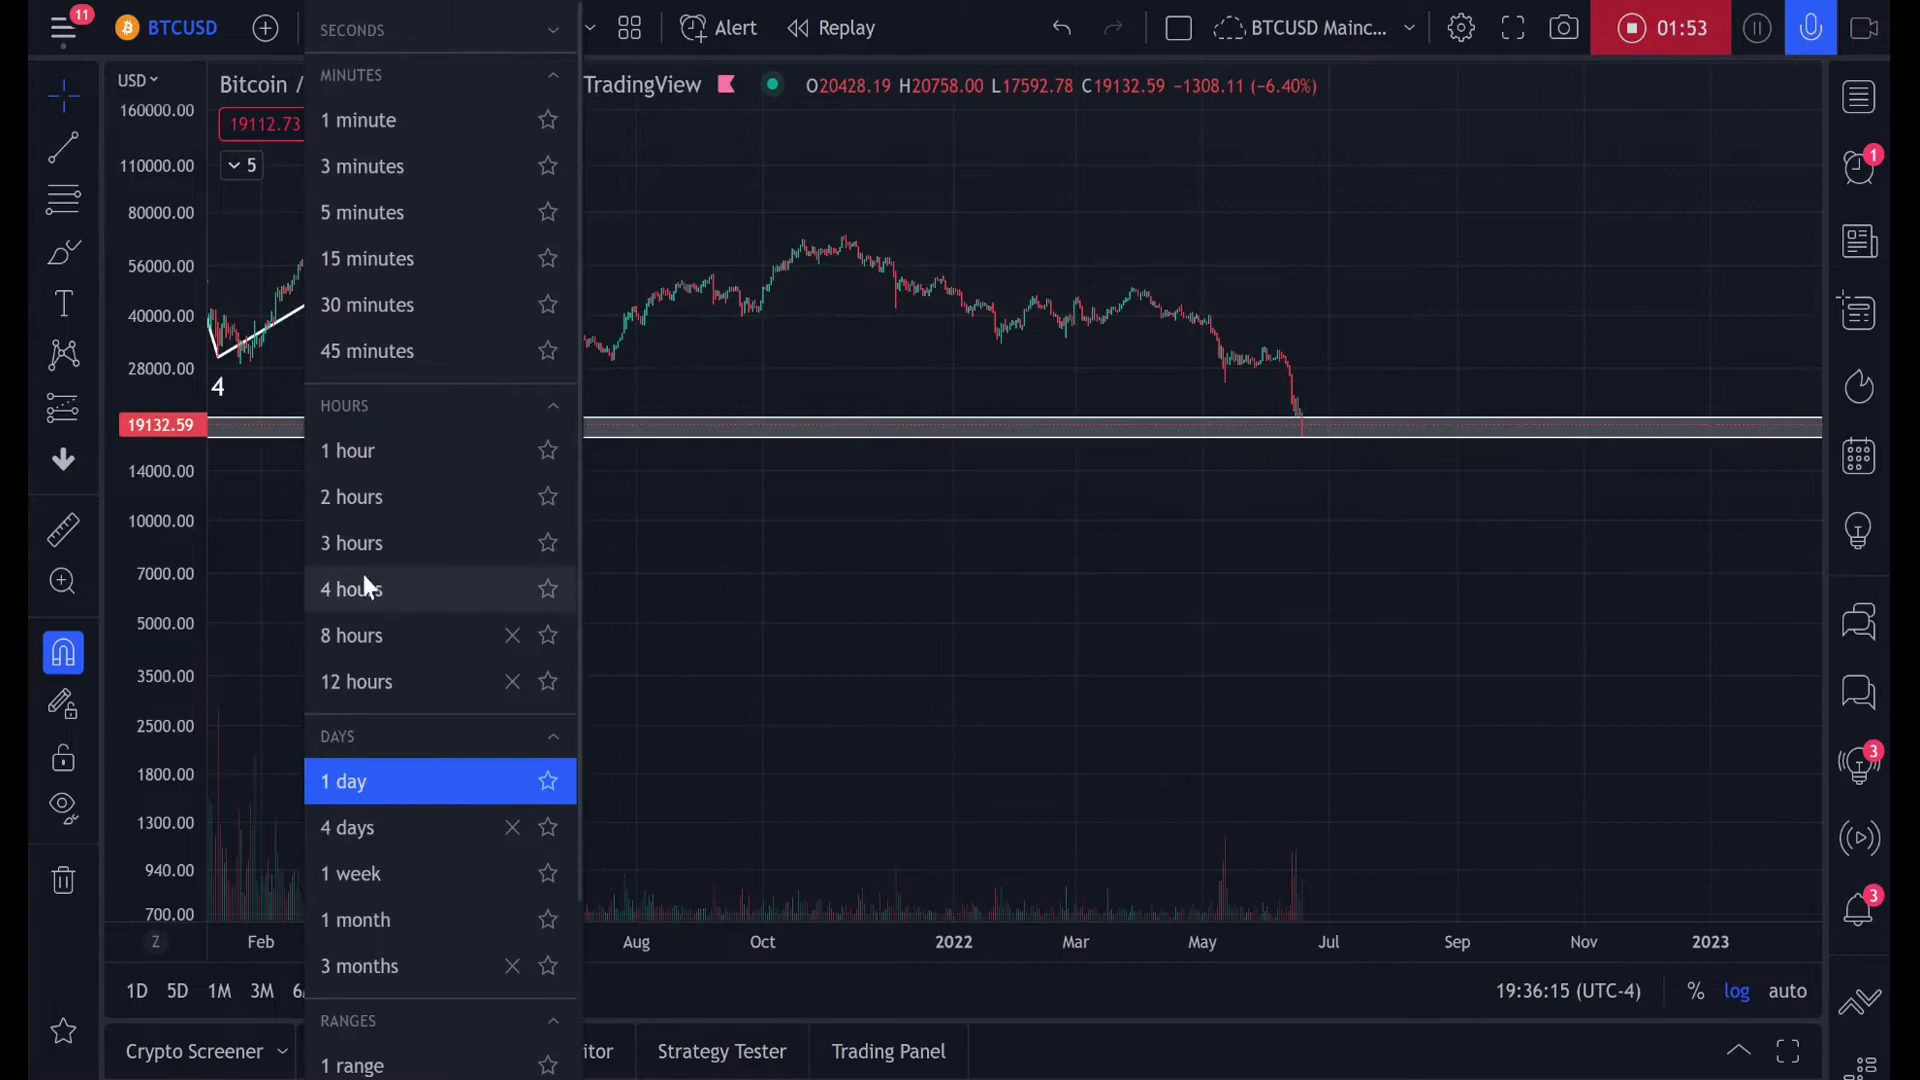 11
BTCUSD
Alert
Replay
BTCUSD Mainc...
01:53
USD
Bitcoin /
TradingView
O20428.19 H20758.00 L17592.78 C19132.59 −1308.11 (−6.40%)
19112.73
5
160000.00
110000.00
80000.00
56000.00
40000.00
28000.00
19132.59
14000.00
10000.00
7000.00
5000.00
3500.00
2500.00
1800.00
1300.00
940.00
700.00
4
SECONDS
MINUTES
1 minute
3 minutes
5 minutes
15 minutes
30 minutes
45 minutes
HOURS
1 hour
2 hours
3 hours
4 hours
8 hours
12 hours
DAYS
1 day
4 days
1 week
1 month
3 months
RANGES
1 range
1
3
3
Z
Feb
Aug
Oct
2022
Mar
May
Jul
Sep
Nov
2023
1D
5D
1M
3M
6
19:36:15 (UTC-4)
%
log
auto
Crypto Screener
itor
Strategy Tester
Trading Panel